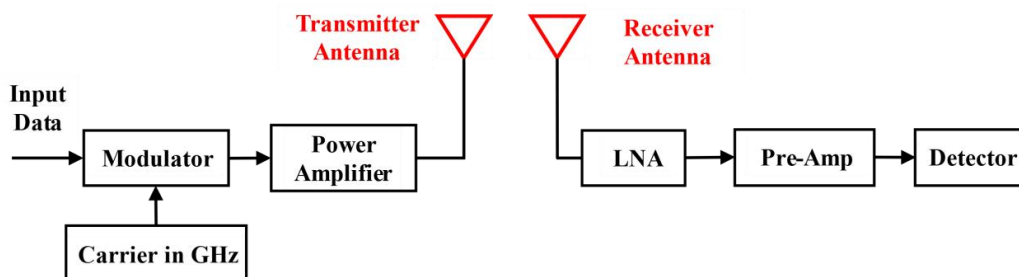 Transmitter
Antenna
Receiver
Antenna
Input
Data
Modulator
Power
Amplifier
LNA
Pre-Amp
Detector
Carrier in GHz